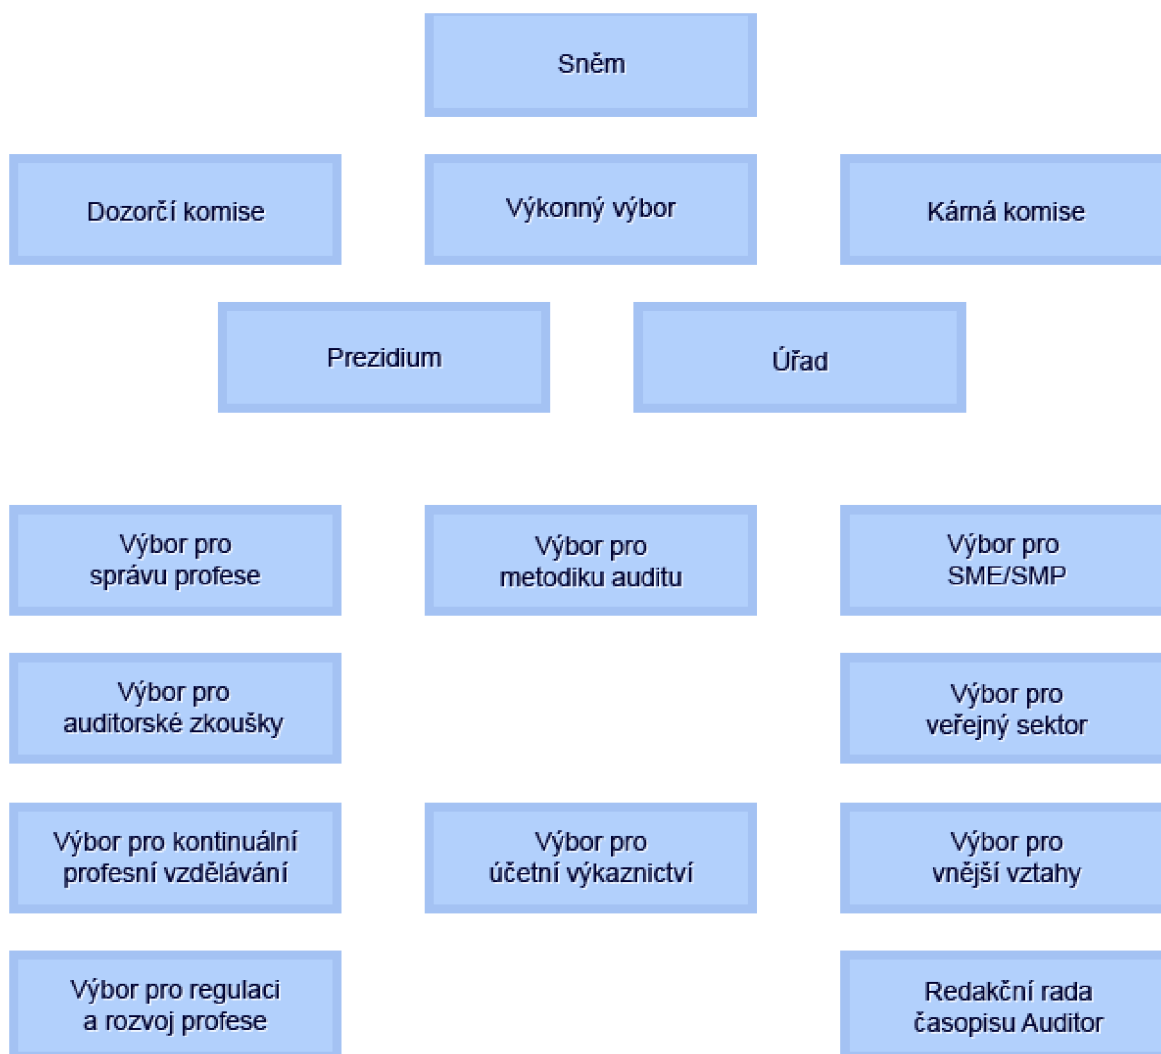 Sněm
Dozorčí komise
Výkonný výbor
Kárná komise
Prezidium
Úřad
Výbor pro
správu profese
Výbor pro
metodiku auditu
Výbor pro
SME/SMP
Výbor pro
auditorské zkoušky
Výbor pro
veřejný sektor
Výbor pro kontinuální
profesní vzdělávání
Výbor pro
účetní výkaznictví
Výbor pro
vnější vztahy
Výbor pro regulaci
a rozvoj profese
Redakční rada
časopisu Auditor